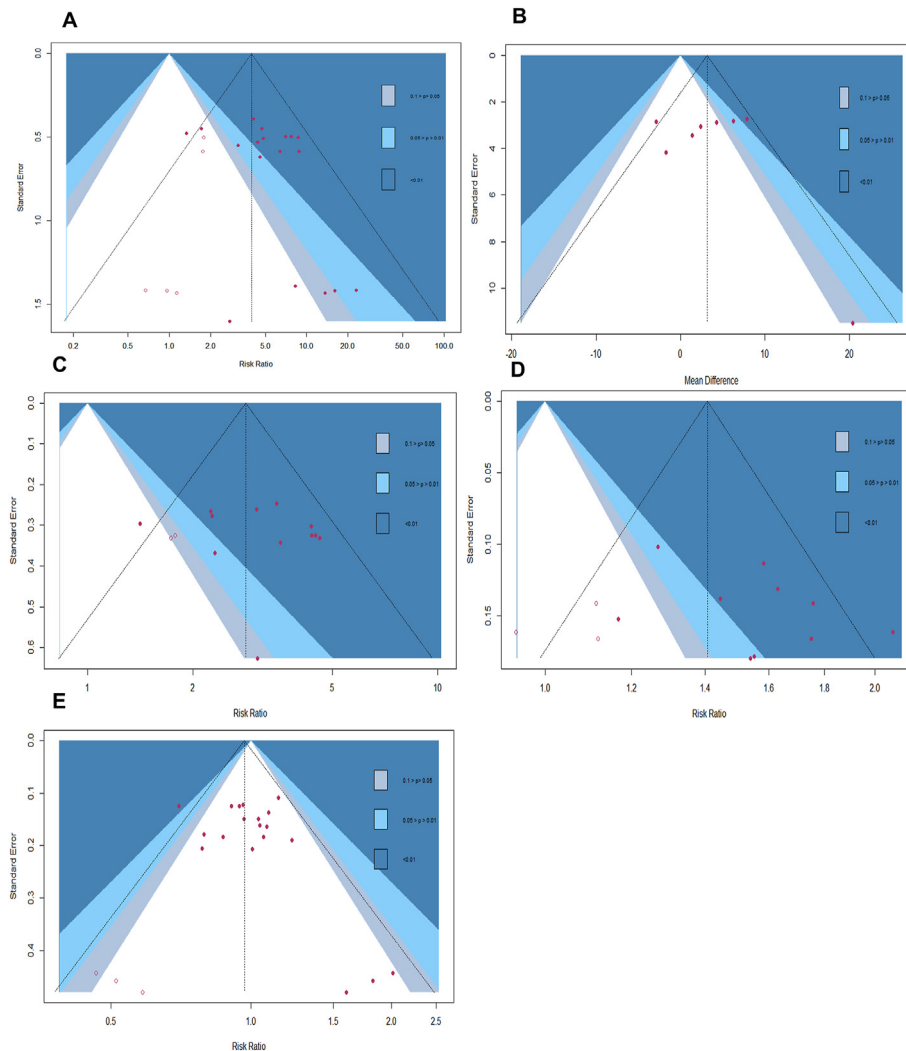 A
0.0
0.5
1.0
1.5
Standard Error
0.1 > p> 0.05
0.05 > p > 0.01
<0.01
0.2 0.5 1.0 2.0 5.0 10.0 20.0 50.0 100.0
Risk Ratio
B
0
2
4
6
8
10
Standard Error
0.1 > p> 0.05
0.05 > p > 0.01
<0.01
-20 -10 0 10 20
Mean Difference
C
0.0
0.1
0.2
0.3
0.4
0.5
0.6
Standard Error
0.1 > p> 0.05
0.05 > p > 0.01
<0.01
1 2 5 10
Risk Ratio
D
0.00
0.05
0.10
0.15
Standard Error
0.1 > p> 0.05
0.05 > p > 0.01
<0.01
1.0 1.2 1.4 1.6 1.8 2.0
Risk Ratio
E
0.0
0.1
0.2
0.3
0.4
Standard Error
0.1 > p> 0.05
0.05 > p > 0.01
<0.01
0.5 1.0 1.5 2.0 2.5
Risk Ratio